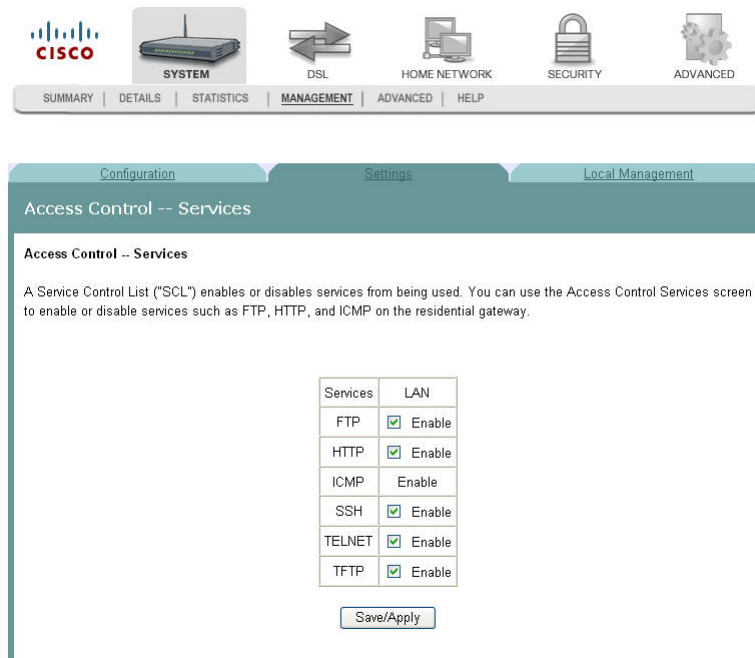 CISCO
SYSTEM
DSL
HOME NETWORK
SECURITY
ADVANCED
SUMMARY | DETAILS | STATISTICS | MANAGEMENT | ADVANCED | HELP
Configuration
Settings
Local Management
Access Control -- Services
Access Control -- Services
A Service Control List ("SCL") enables or disables services from being used. You can use the Access Control Services screen
to enable or disable services such as FTP, HTTP, and ICMP on the residential gateway.
Services LAN
FTP Enable
HTTP Enable
ICMP Enable
SSH Enable
TELNET Enable
TFTP Enable
Save/Apply